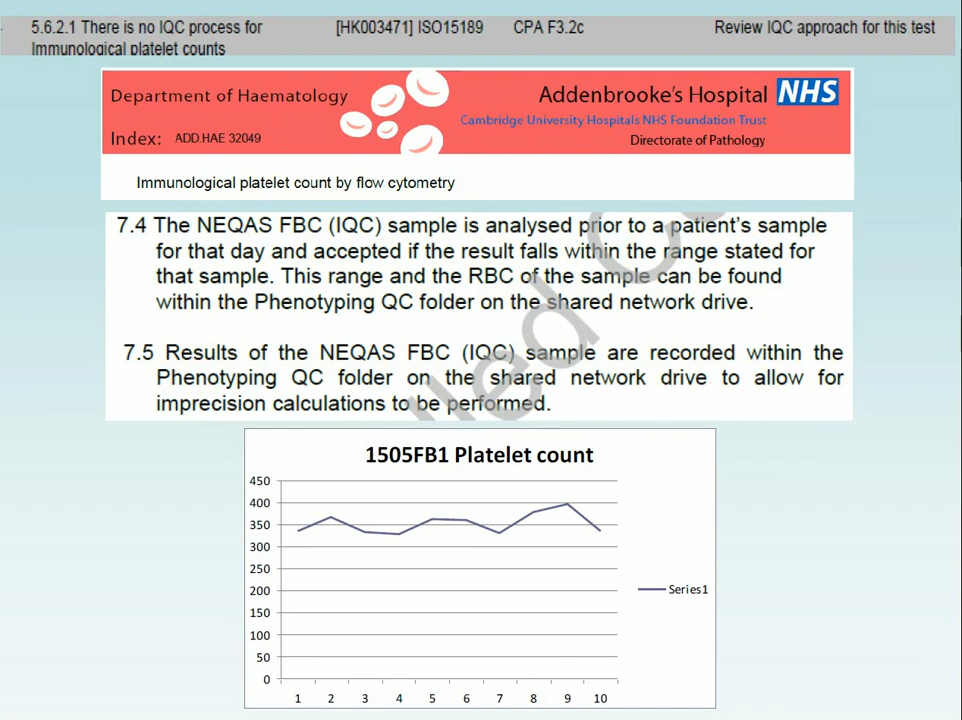 5.6.2.1 There is no IQC process for [HK003471] ISO15189 CPA F3.2c Review IQC approach for this test
Immunological platelet counts
Department of Haematology
Addenbrooke's Hospital NHS
Cambridge University Hospitals NHS Foundation Trust
Index: ADD.HAE 32049
Directorate of Pathology
Immunological platelet count by flow cytometry
7.4 The NEQAS FBC (IQC) sample is analysed prior to a patient's sample
for that day and accepted if the result falls within the range stated for
that sample. This range and the RBC of the sample can be found
within the Phenotyping QC folder on the shared network drive.
7.5 Results of the NEQAS FBC (IQC) sample are recorded within the
Phenotyping QC folder on the shared network drive to allow for
imprecision calculations to be performed.
lled Co
1505FB1 Platelet count
450
400
350
300
250
200
150
100
50
0
Series1
1 2 3 4 5 6 7 8 9 10